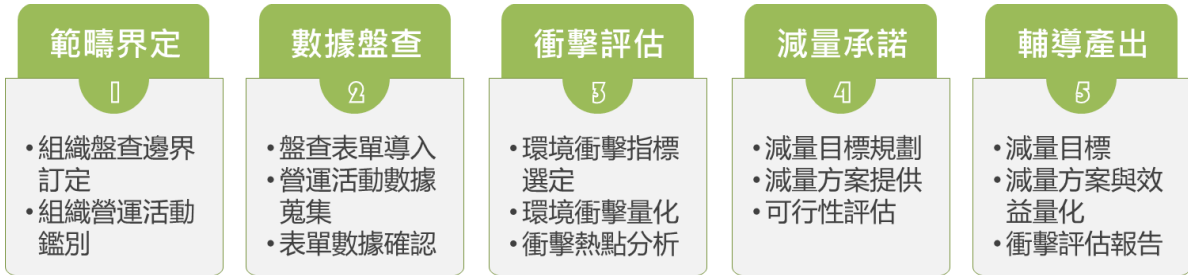 範疇界定
1
•組織盤查邊界
訂定
•組織營運活動
鑑別
數據盤查
2
•盤查表單導入
•營運活動數據
蒐集
•表單數據確認
衝擊評估
3
•環境衝擊指標
選定
•環境衝擊量化
•衝擊熱點分析
減量承諾
4
•減量目標規劃
•減量方案提供
•可行性評估
輔導產出
5
•減量目標
•減量方案與效
益量化
•衝擊評估報告